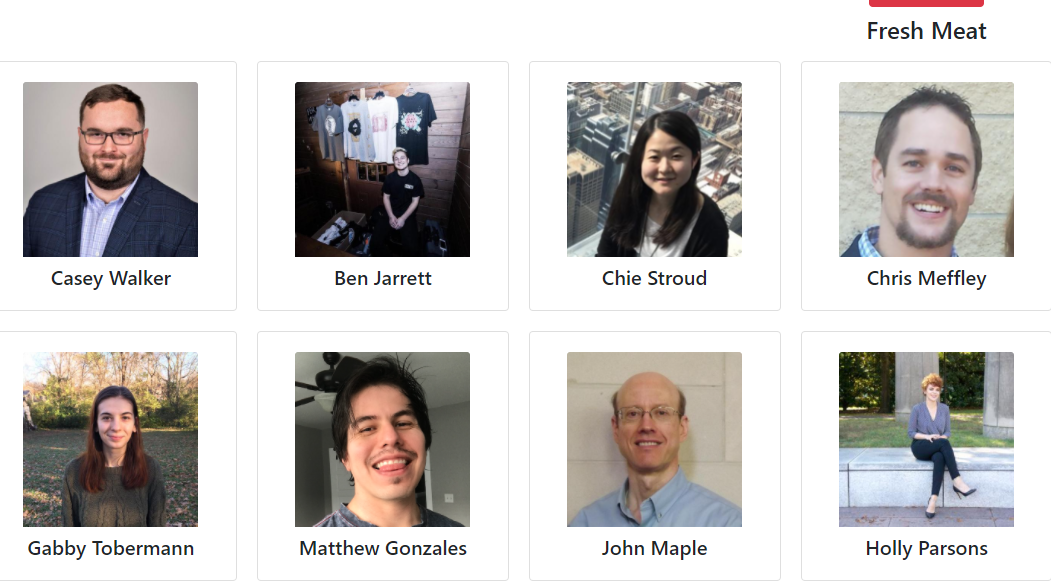 Fresh Meat
Casey Walker
Ben Jarrett
Chie Stroud
Chris Meffley
Gabby Tobermann
Matthew Gonzales
John Maple
Holly Parsons